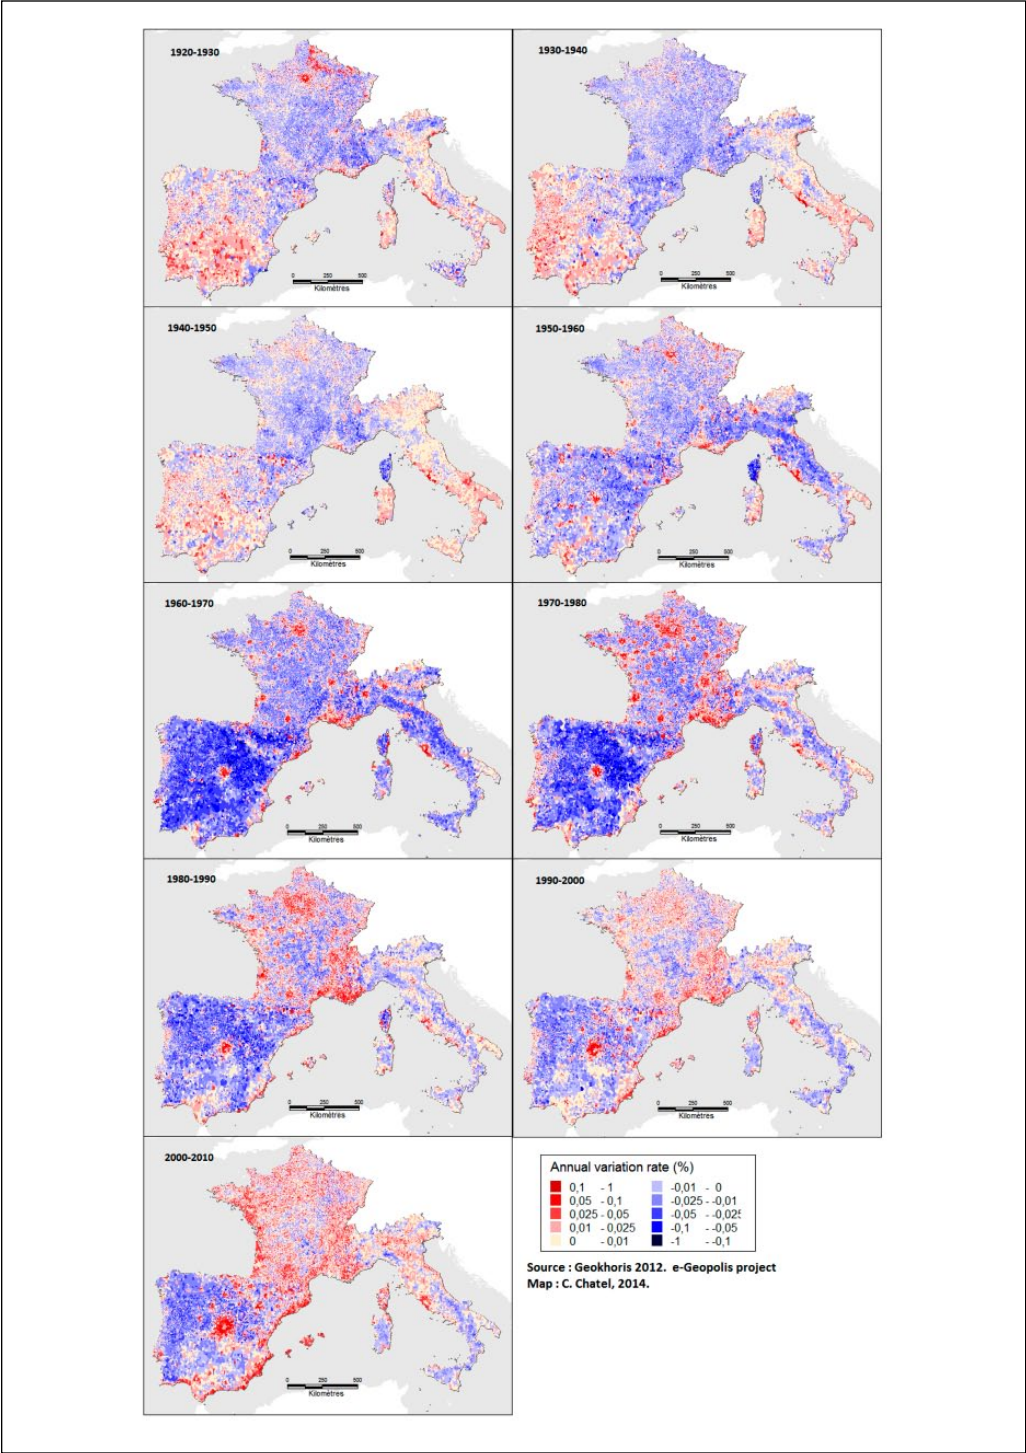 1920-1930
1930-1940
0 250 500
Kilomètres
0 250 500
Kilomètres
1940-1950
1950-1960
0 250 500
Kilomètres
0 250 500
Kilomètres
1960-1970
1970-1980
0 250 500
Kilomètres
0 250 500
Kilomètres
1980-1990
1990-2000
0 250 500
Kilomètres
0 250 500
Kilomètres
2000-2010
0 250 500
Kilomètres
Annual variation rate (%)
0,1 - 1 -0,01 - 0
0,05 - 0,1 -0,025 - -0,01
0,025 - 0,05 -0,05 - -0,025
0,01 - 0,025 -0,1 - -0,05
0 - 0,01 -1 - -0,1
Source : Geokhoris 2012. e-Geopolis project
Map : C. Chatel, 2014.